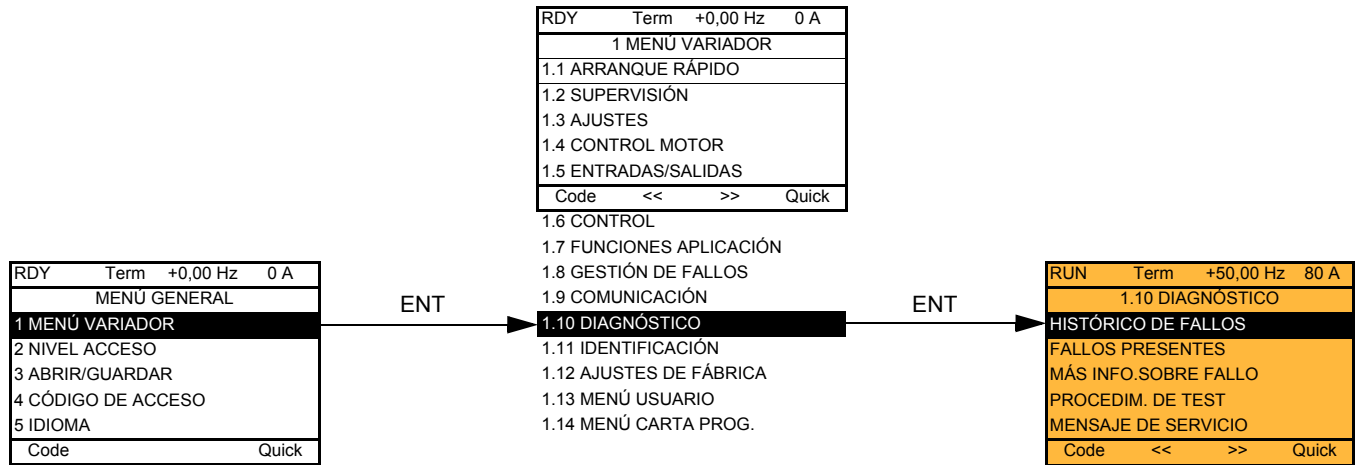 RDY Term +0,00 Hz 0 A
1 MENÚ VARIADOR
1.1 ARRANQUE RÁPIDO
1.2 SUPERVISIÓN
1.3 AJUSTES
1.4 CONTROL MOTOR
1.5 ENTRADAS/SALIDAS
Code << >> Quick
1.6 CONTROL
1.7 FUNCIONES APLICACIÓN
1.8 GESTIÓN DE FALLOS
1.9 COMUNICACIÓN
1.10 DIAGNÓSTICO
1.11 IDENTIFICACIÓN
1.12 AJUSTES DE FÁBRICA
1.13 MENÚ USUARIO
1.14 MENÚ CARTA PROG.
RDY Term +0,00 Hz 0 A
MENÚ GENERAL
1 MENÚ VARIADOR
2 NIVEL ACCESO
3 ABRIR/GUARDAR
4 CÓDIGO DE ACCESO
5 IDIOMA
Code Quick
ENT
ENT
RUN Term +50,00 Hz 80 A
1.10 DIAGNÓSTICO
HISTÓRICO DE FALLOS
FALLOS PRESENTES
MÁS INFO.SOBRE FALLO
PROCEDIM. DE TEST
MENSAJE DE SERVICIO
Code << >> Quick